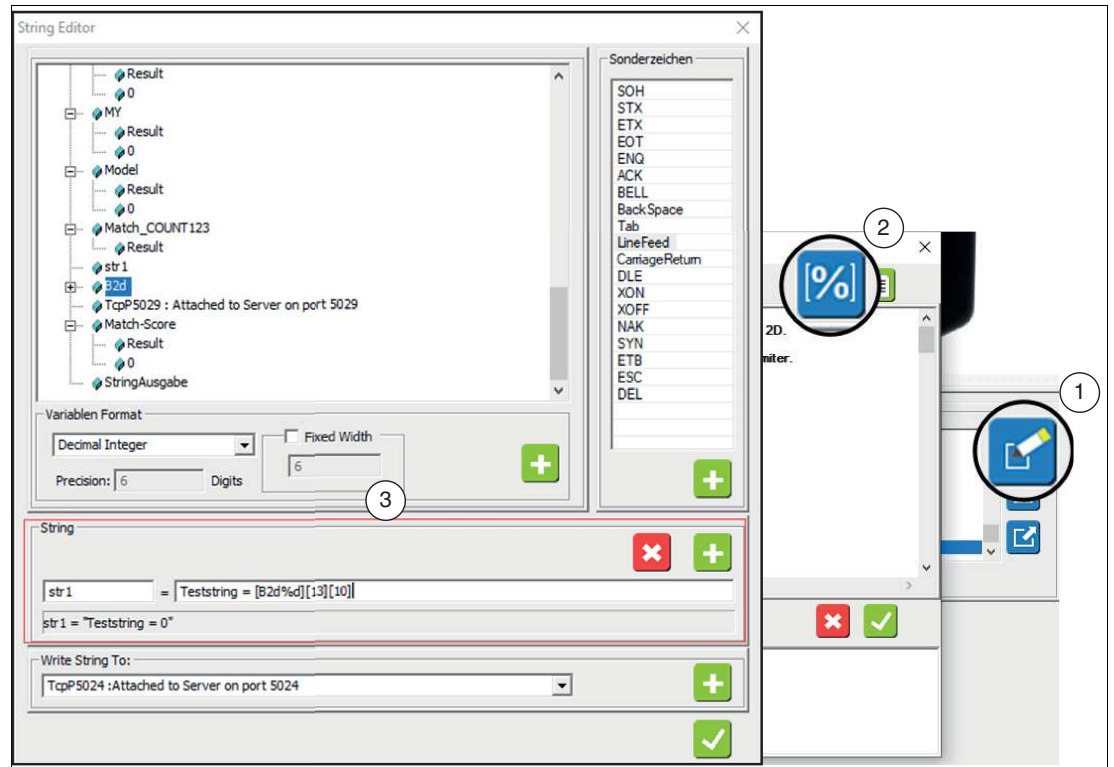 String Editor
Result
0
MY
Result
0
Model
Result
0
Match_COUNT123
Result
str1
B2d
TcpP5029 : Attached to Server on port 5029
Match-Score
Result
0
StringAusgabe
Sonderzeichen
SOH
STX
ETX
EOT
ENQ
ACK
BELL
BackSpace
Tab
LineFeed
CarriageReturn
DLE
XON
XOFF
NAK
SYN
ETB
ESC
DEL
Variablen Format
Decimal Integer
Fixed Width
6
Precision: 6 Digits
3
String
str1 = Teststring = [B2d%d][13][10]
str1 = "Teststring = 0"
Write String To:
TcpP5024 :Attached to Server on port 5024
2
[%]
2D.
miter.
1